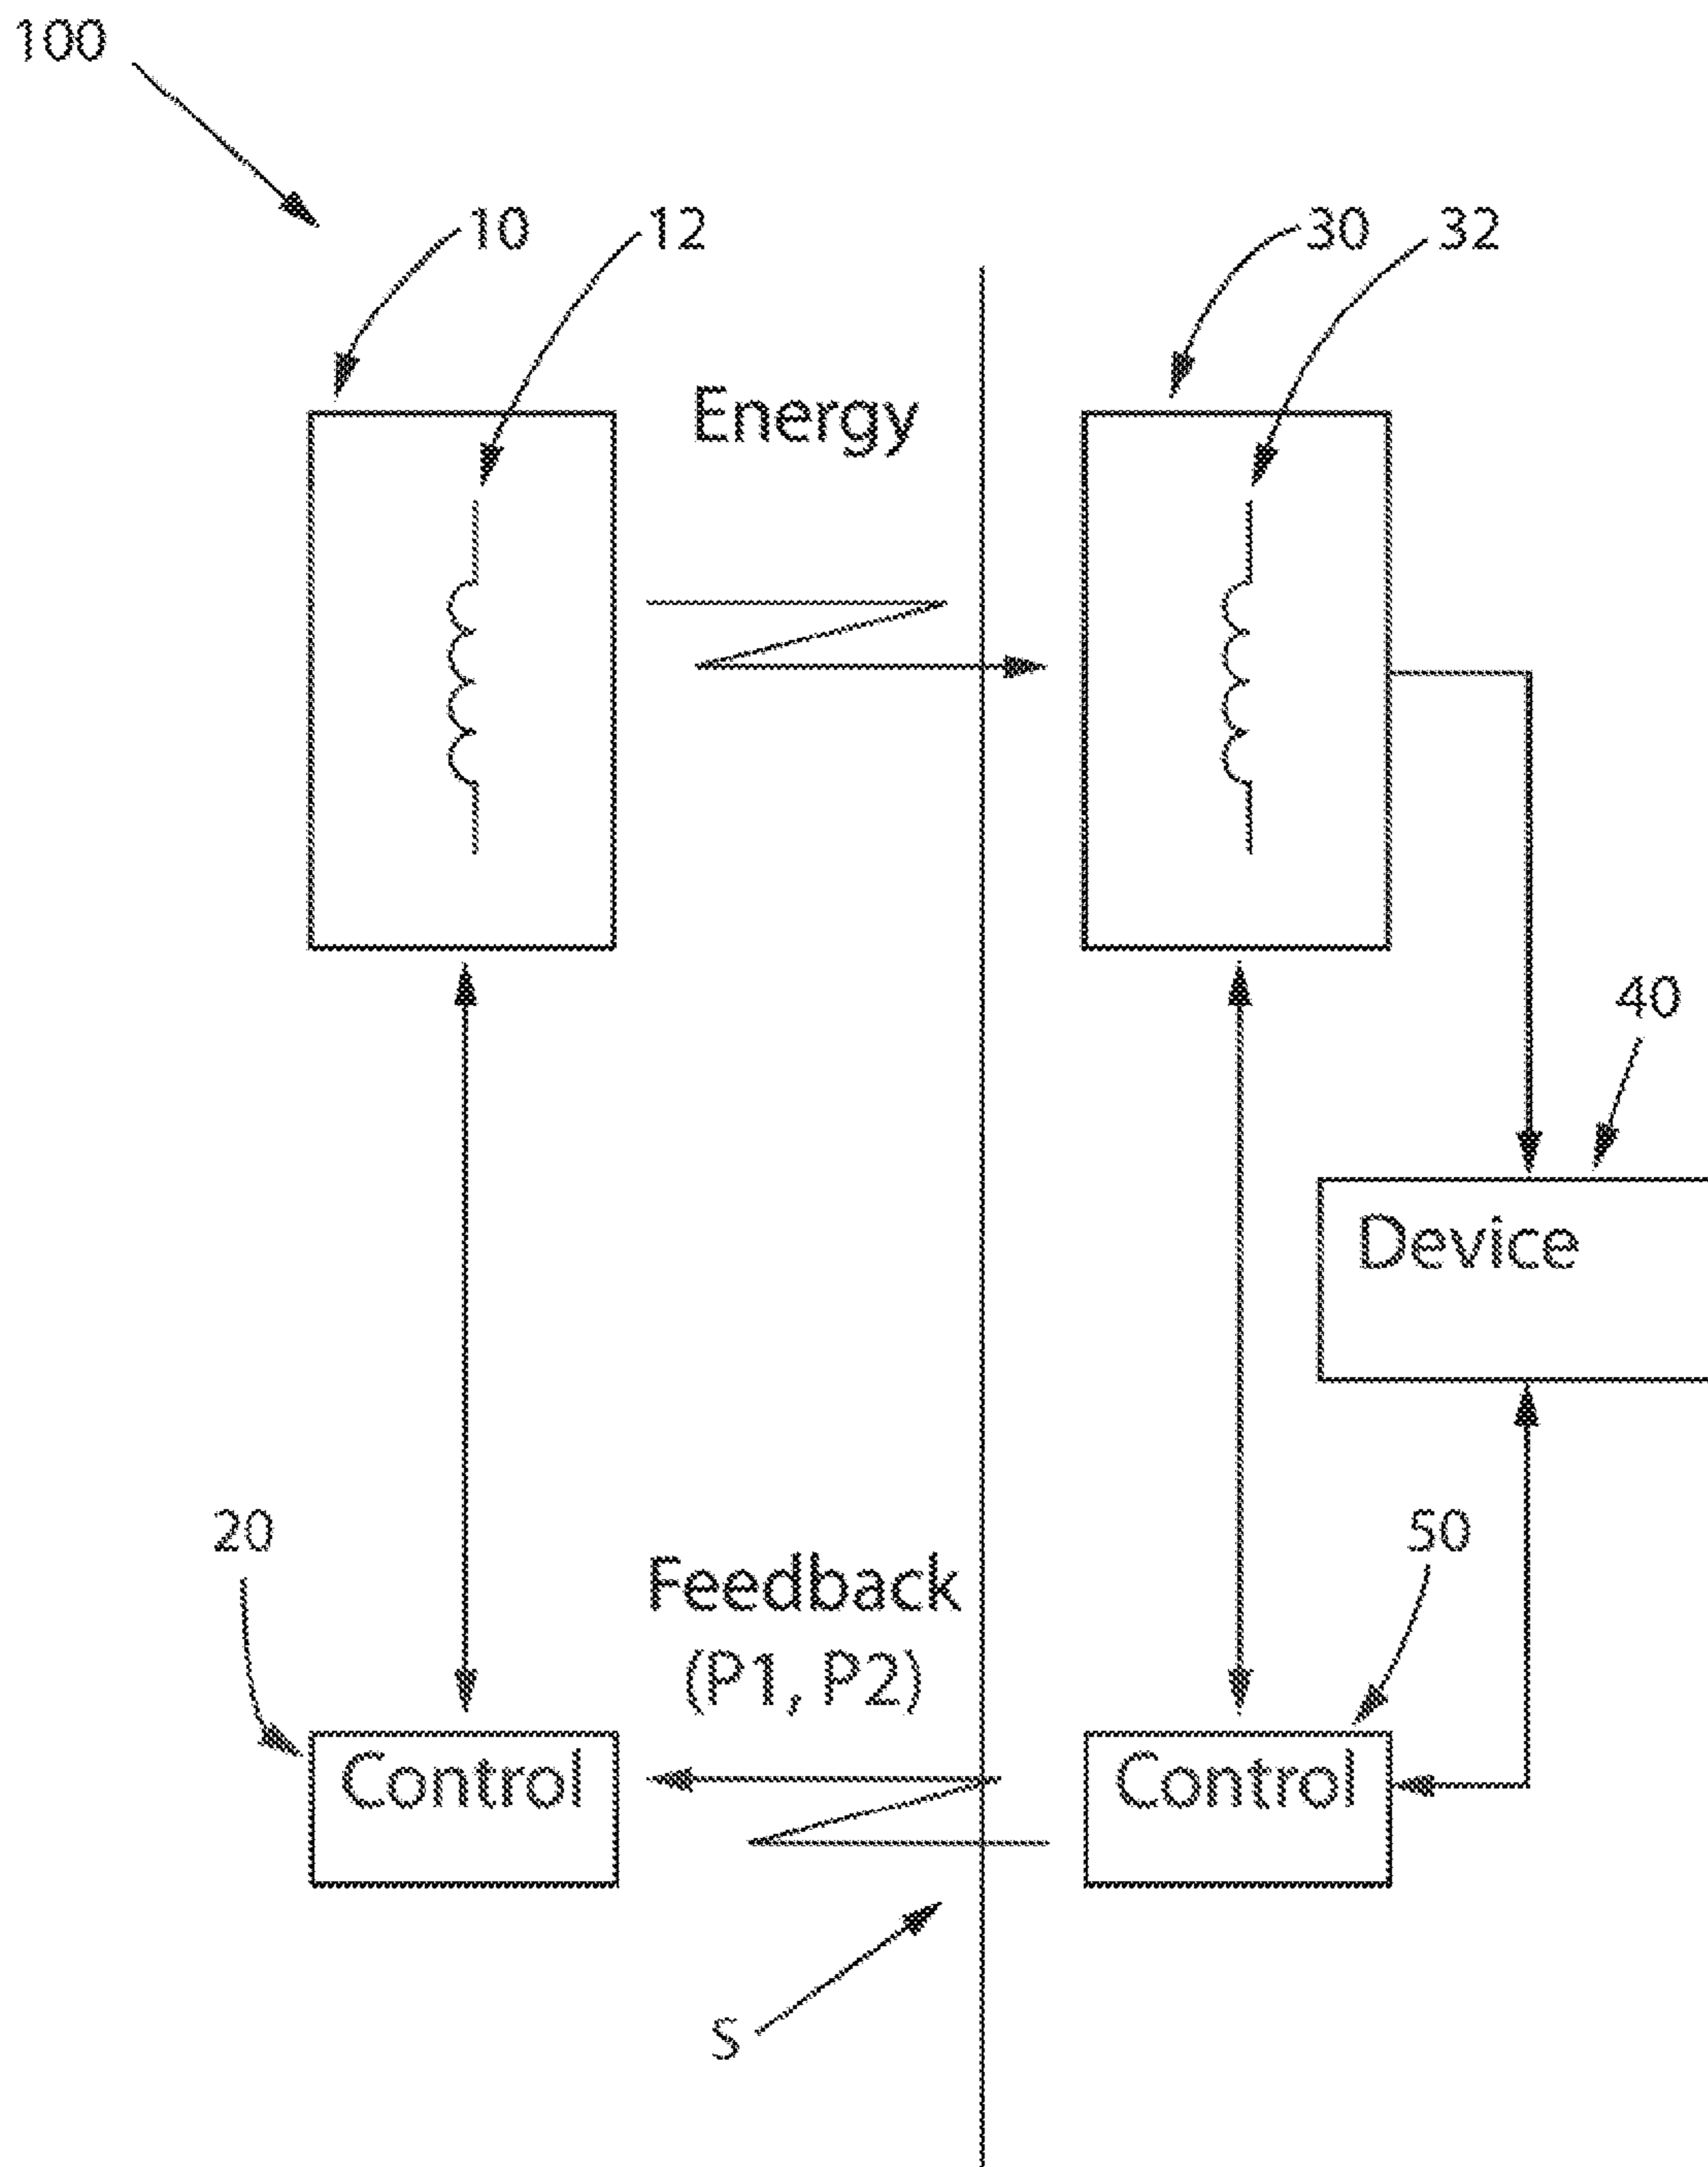 100
10
12
30
32
Energy
40
Device
20
50
Feedback
(P1, P2)
Control
Control
S